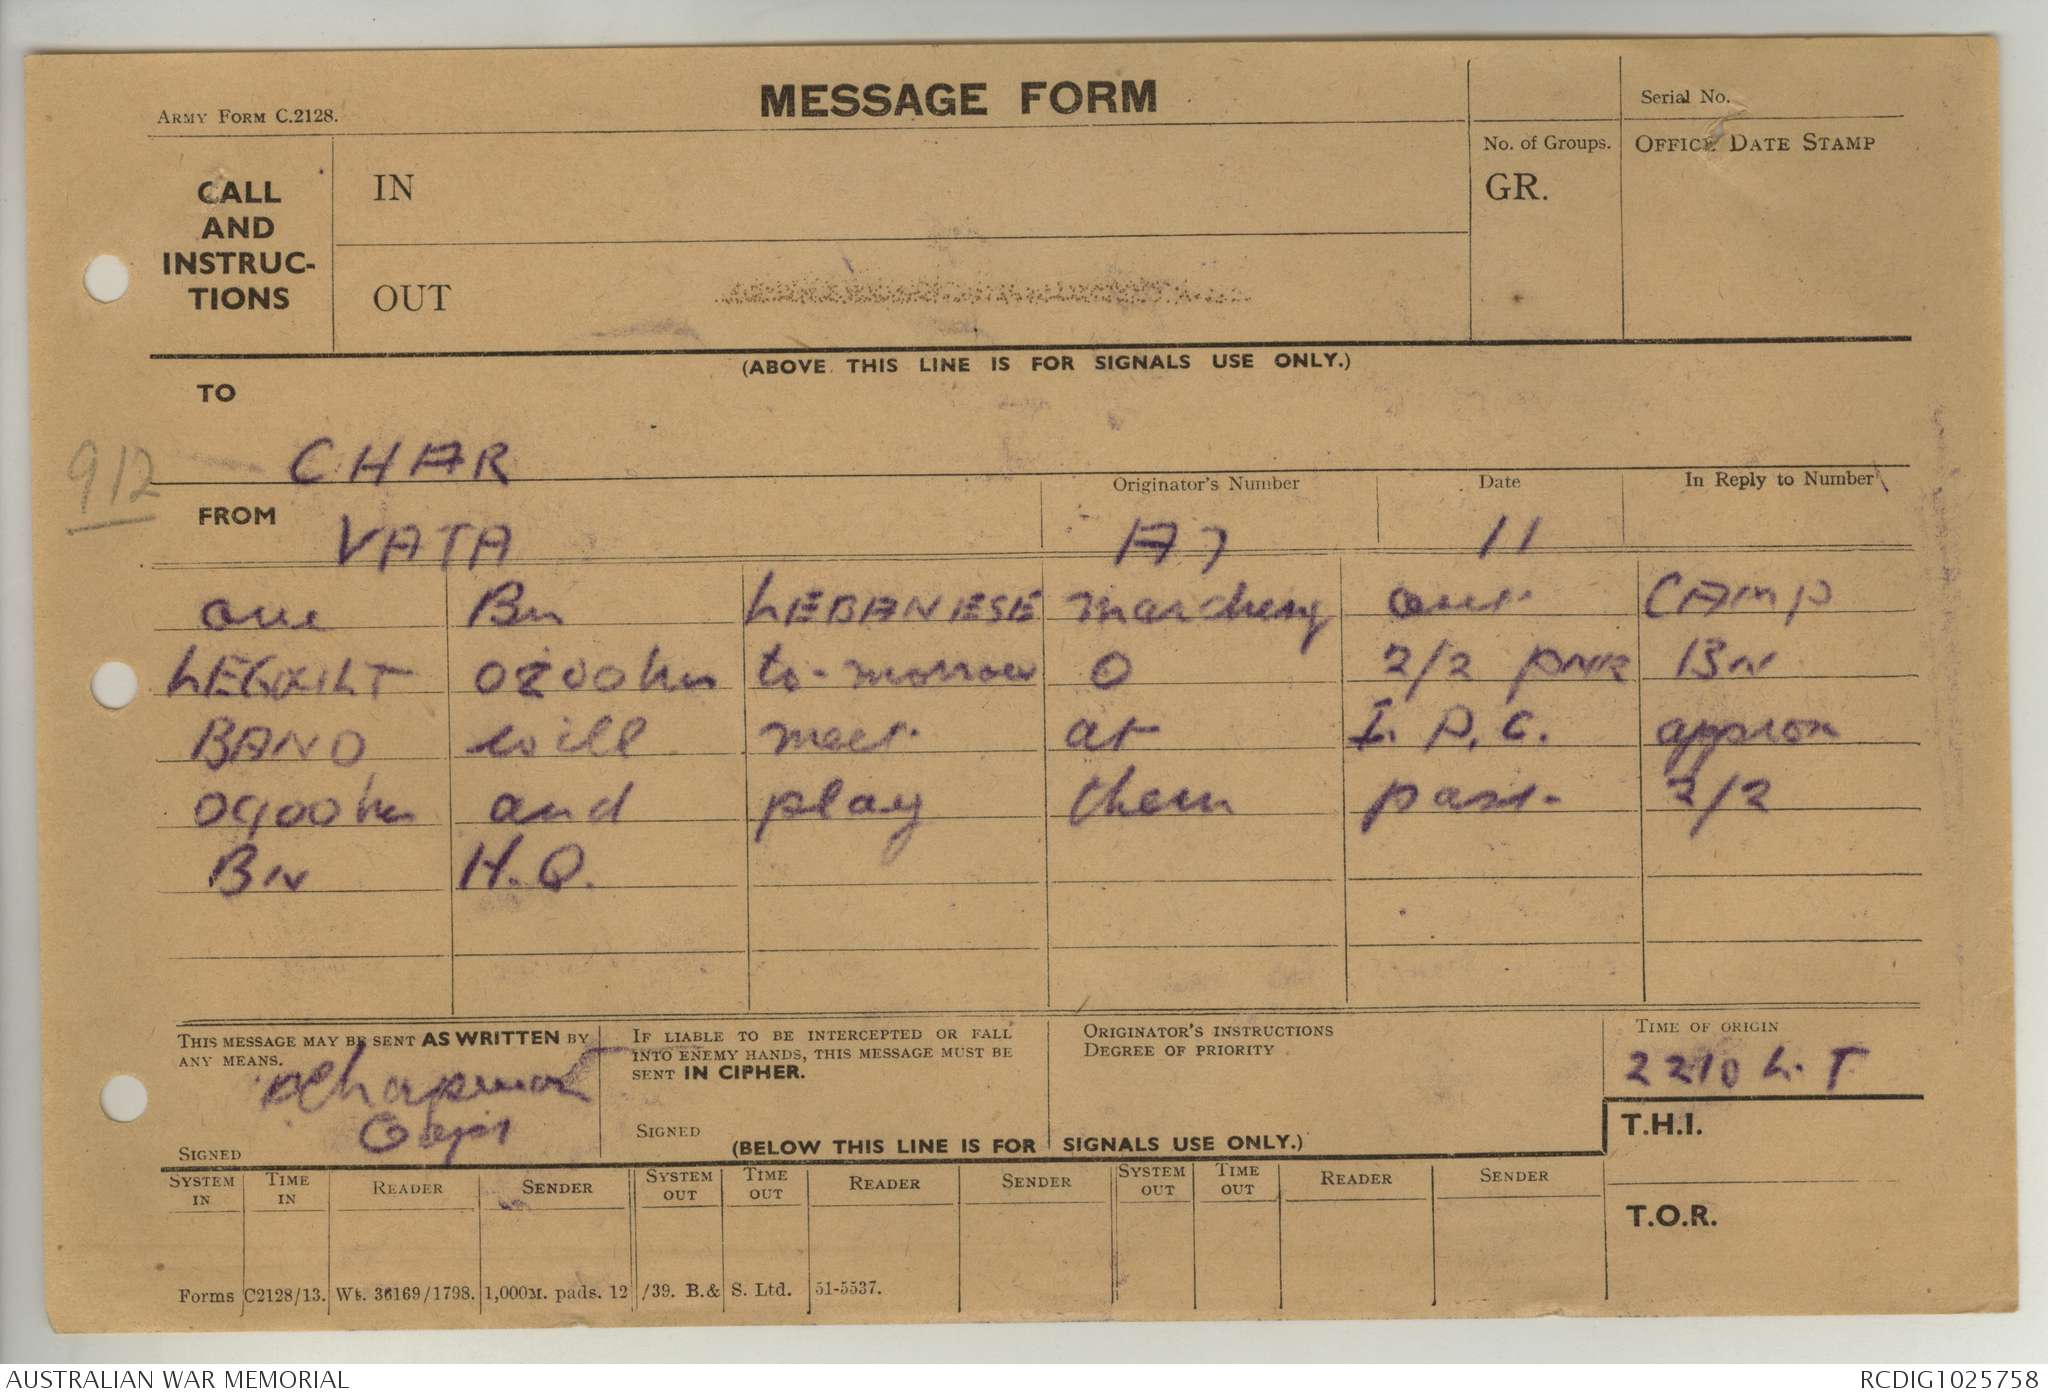 ARMY FORM C.2128.
MESSAGE FORM
Serial No.
CALL AND INSTRUC-TIONS
IN
No. of Groups.
GR.
OFFICE DATE STAMP
OUT
(ABOVE THIS LINE IS FOR SIGNALS USE ONLY.)
TO
CHAR
912
FROM
VATA
Originator's Number
A7
Date
11
In Reply to Number
one Bn LEBANESE marching out CAMP
0800 hrs to-morrow O 2/2 PNR BN
BAND will meet at I.P.C. approx
0900 hrs and play them past 2/2
BN H.Q.
THIS MESSAGE MAY BE SENT AS WRITTEN BY
ANY MEANS.
SIGNED
IF LIABLE TO BE INTERCEPTED OR FALL
INTO ENEMY HANDS, THIS MESSAGE MUST BE
SENT IN CIPHER.
SIGNED
ORIGINATOR'S INSTRUCTIONS
DEGREE OF PRIORITY
TIME OF ORIGIN
2210 L.T
T.H.I.
(BELOW THIS LINE IS FOR SIGNALS USE ONLY.)
SYSTEM IN TIME IN READER SENDER SYSTEM OUT TIME OUT READER SENDER SYSTEM OUT TIME OUT READER SENDER
T.O.R.
Forms C2128/13. Wt. 36169/1798. 1,000M. pads. 12/39. B.& S. Ltd. 51-5537.
AUSTRALIAN WAR MEMORIAL
RCDIG1025758